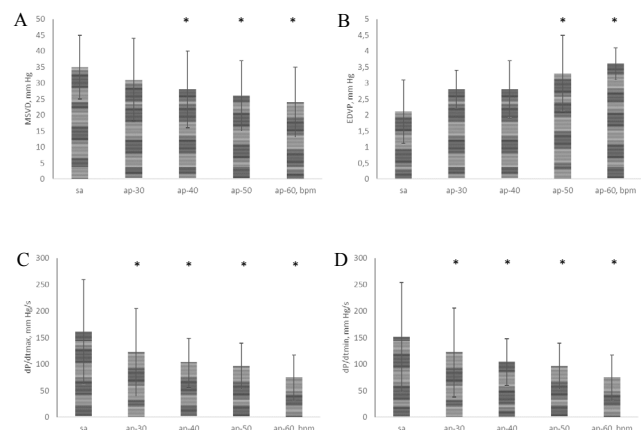 A
MSVD, mm Hg
50
45
40
35
30
25
20
15
10
5
0
* * *
sa ap-30 ap-40 ap-50 ap-60, bpm
B
EDVP, mm Hg
5
4,5
4
3,5
3
2,5
2
1,5
1
0,5
0
* *
sa ap-30 ap-40 ap-50 ap-60, bpm
C
dP/dtmax, mm Hg/s
300
250
200
150
100
50
0
* * * *
sa ap-30 ap-40 ap-50 ap-60, bpm
D
dP/dtmin, mm Hg/s
300
250
200
150
100
50
0
* * * *
sa ap-30 ap-40 ap-50 ap-60, bpm